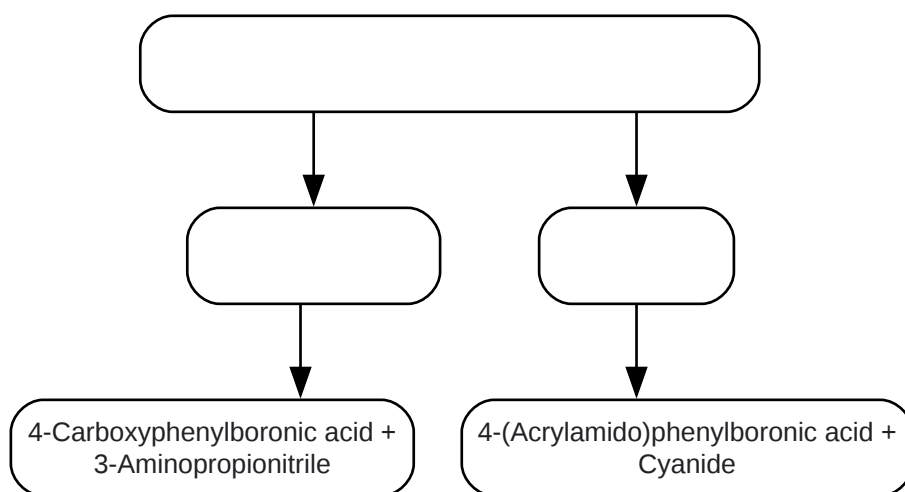 4-Carboxyphenylboronic acid +
3-Aminopropionitrile
4-(Acrylamido)phenylboronic acid +
Cyanide